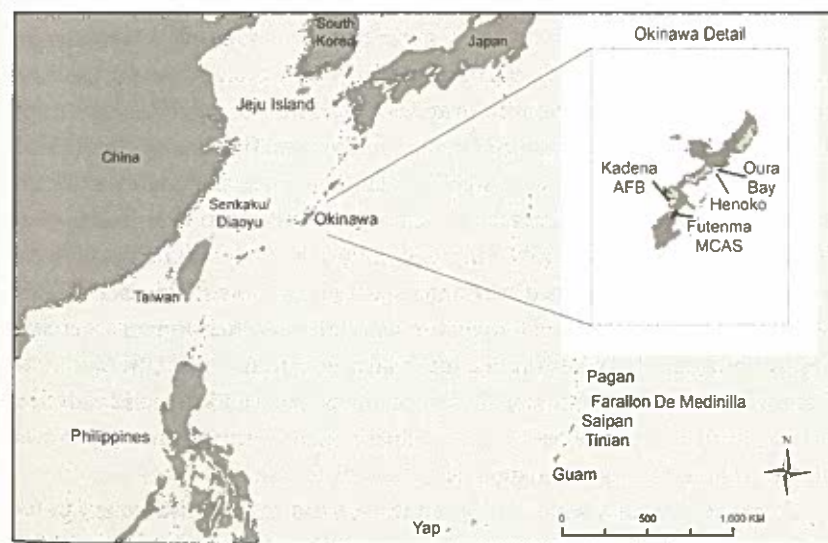 South
Korea
Japan
Okinawa Detail
Jeju Island
China
Kadena
AFB
Oura
Bay
Henoko
Futenma
MCAS
Senkaku/
Diaoyu
Okinawa
Taiwan
Pagan
Farallon De Medinilla
Saipan
Tinian
Philippines
Guam
N
Yap
0 500 1,000 KM